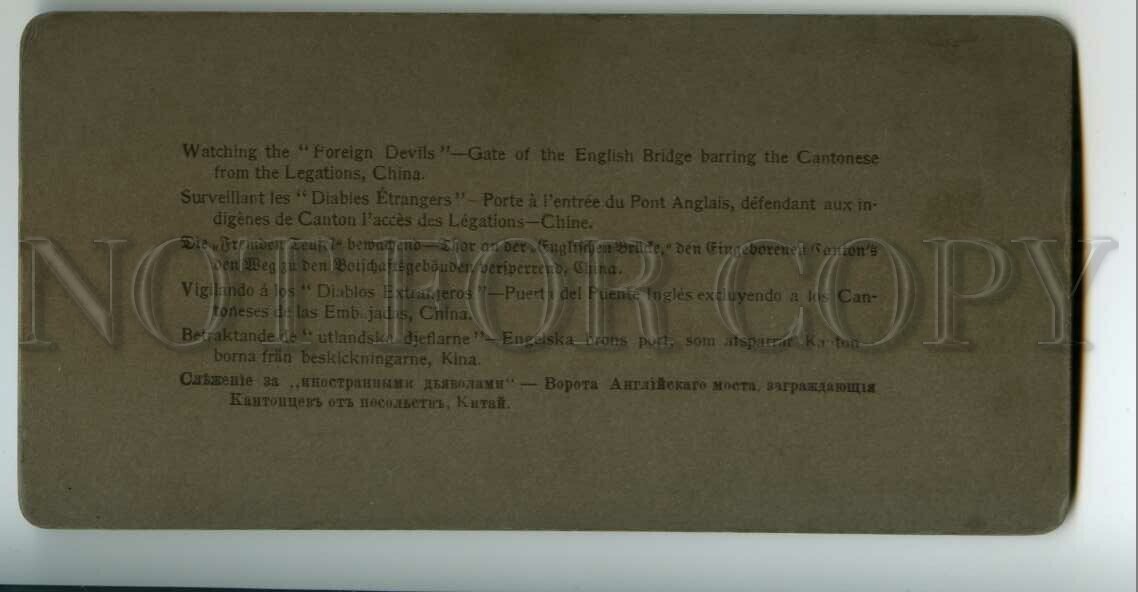 Watching the “Foreign Devils”—Gate of the English Bridge barring the Cantonese
from the Legations, China.
Surveillant les “Diables Étrangers”—Porte à l'entrée du Pont Anglais, défendant aux in-
digènes de Canton l'accès des Légations—Chine.
Die „Fremden Teufel“ bewachend—Thor an der „Englischen Brücke,“ den Eingeborenen Canton's
den Weg zu den Botschaftsgebäuden versperrend, China.
Vigilando á los “Diablos Extranjeros”—Puerta del Puente Inglés excluyendo a los Can-
toneses de las Embajadas, China.
NOT FOR COPY
Betraktande de “utländska djeflarne”—Engelska brons port, som afspärrar Kanton
borna från beskickningarne, Kina.
Слѣженіе за „иностранными дьяволами“ — Ворота Англійскаго моста, заграждающія
Кантонцевъ отъ посольствъ, Китай.